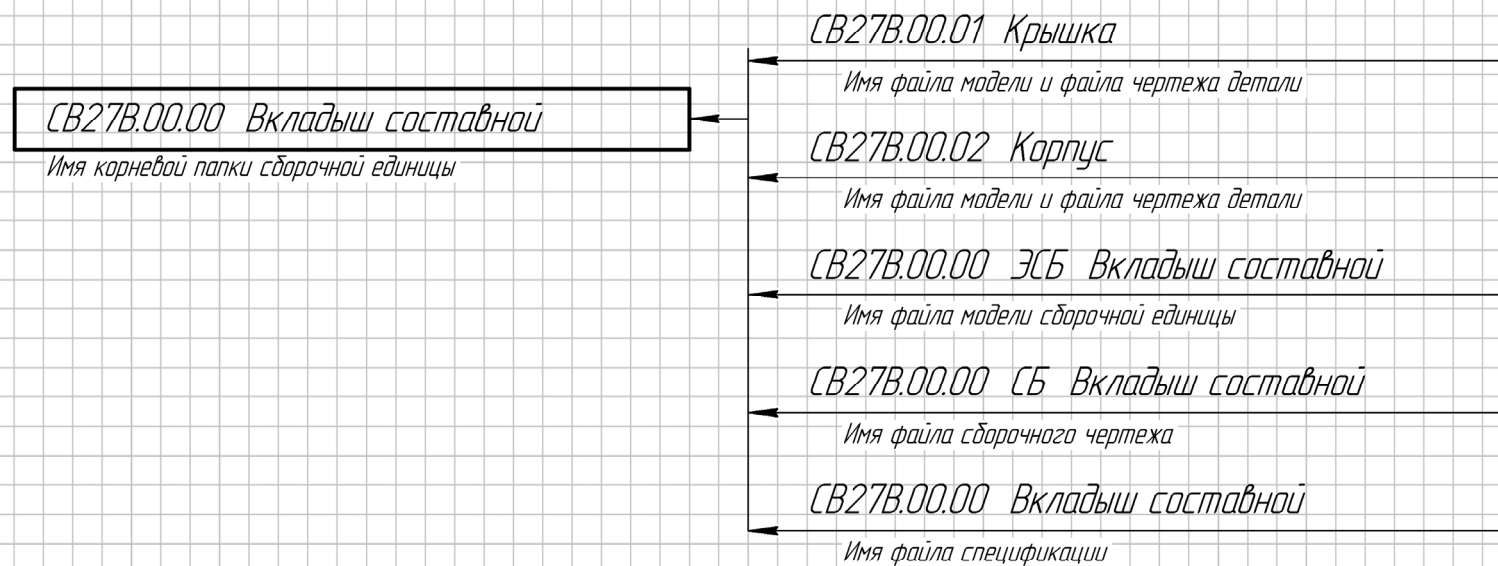 СВ27В.00.00 Вкладыш составной
Имя корневой папки сборочной единицы
СВ27В.00.01 Крышка
Имя файла модели и файла чертежа детали
СВ27В.00.02 Корпус
Имя файла модели и файла чертежа детали
СВ27В.00.00 ЭСБ Вкладыш составной
Имя файла модели сборочной единицы
СВ27В.00.00 СБ Вкладыш составной
Имя файла сборочного чертежа
СВ27В.00.00 Вкладыш составной
Имя файла спецификации